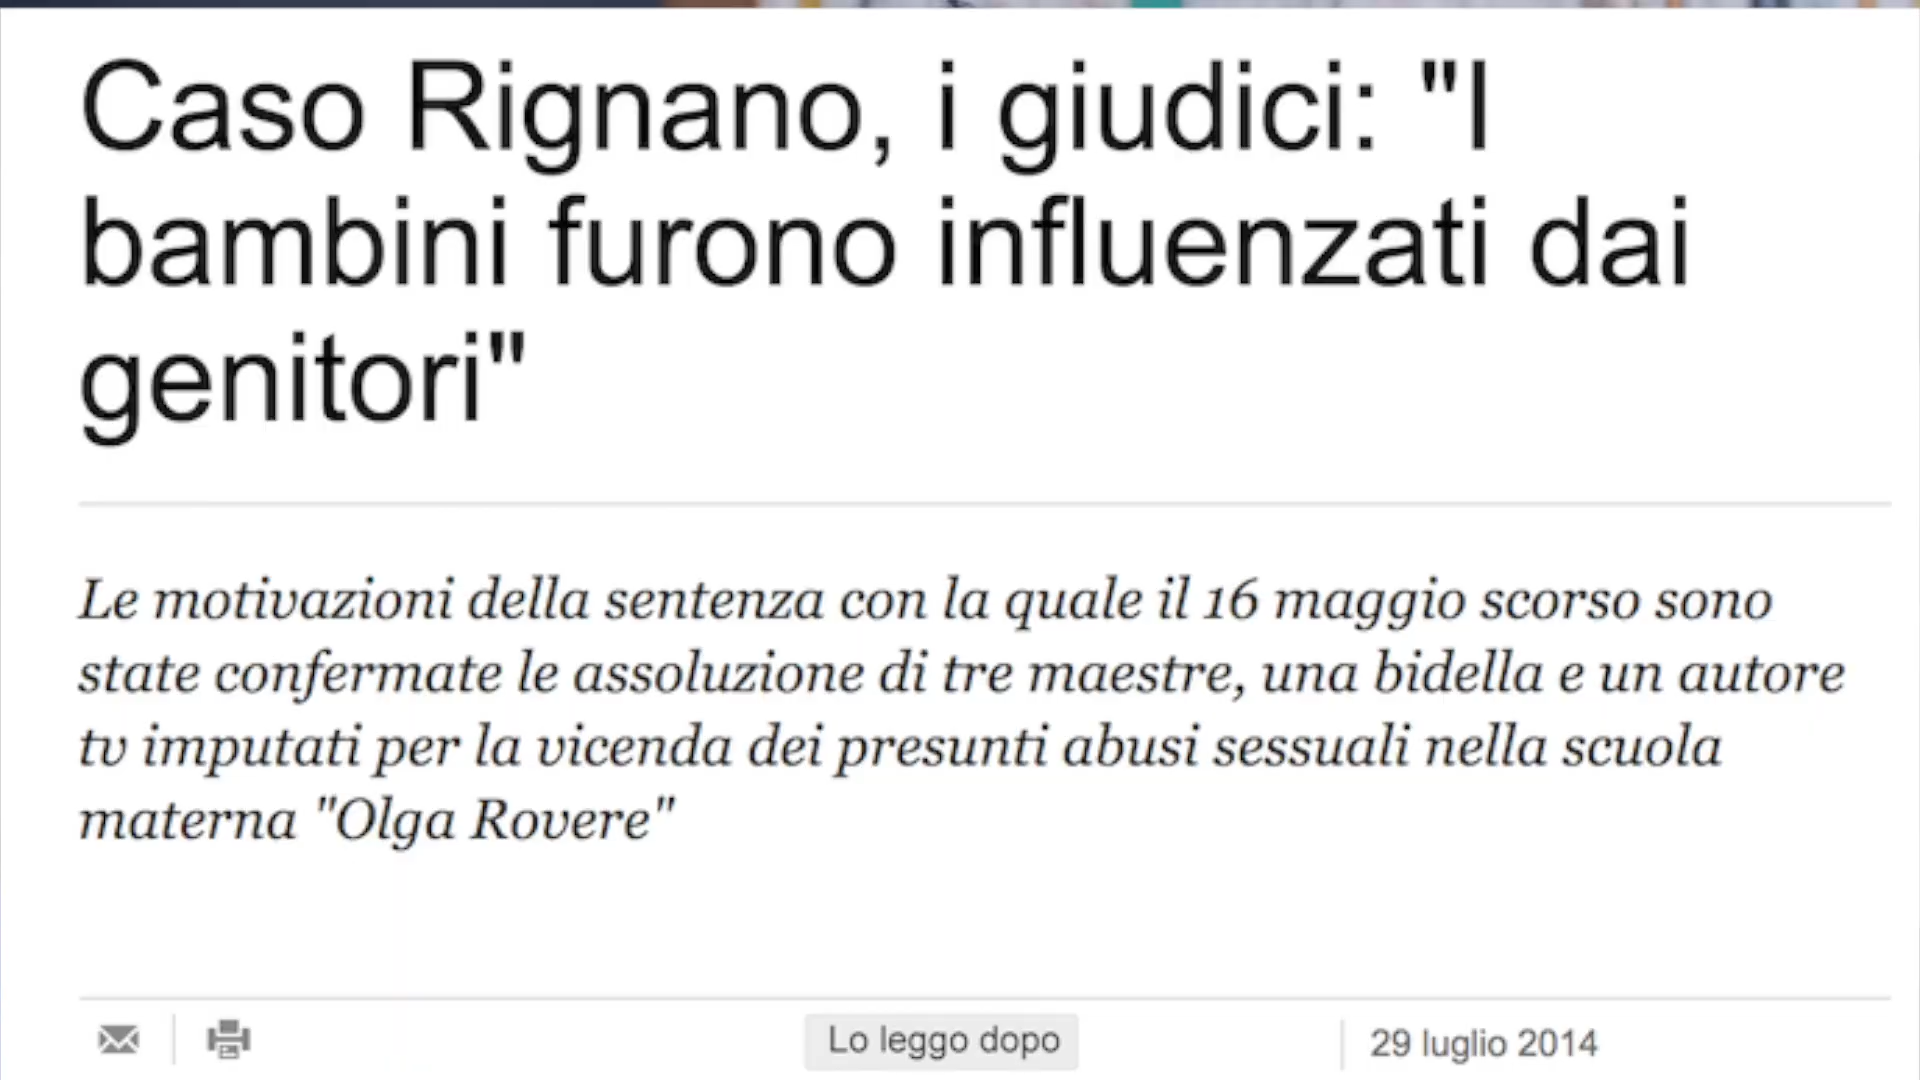 Caso Rignano, i giudici: "I
bambini furono influenzati dai
genitori"
Le motivazioni della sentenza con la quale il 16 maggio scorso sono
state confermate le assoluzione di tre maestre, una bidella e un autore
tv imputati per la vicenda dei presunti abusi sessuali nella scuola
materna "Olga Rovere"
Lo leggo dopo
29 luglio 2014